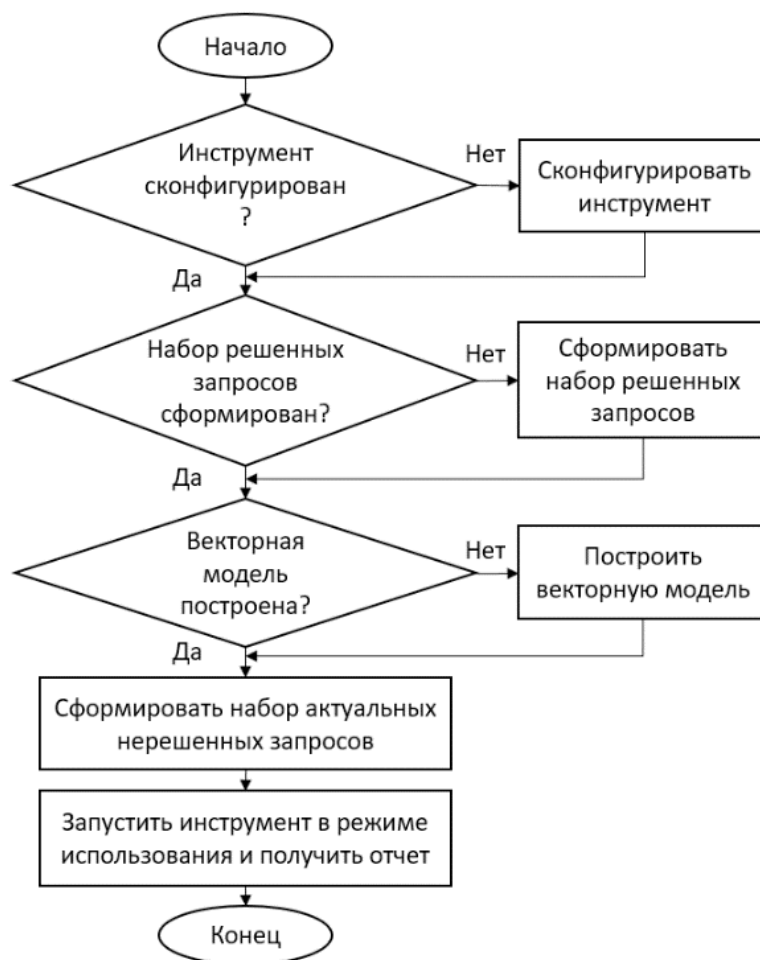 Начало
Инструмент
сконфигурирован
?
Нет
Сконфигурировать
инструмент
Да
Набор решенных
запросов
сформирован?
Нет
Сформировать
набор решенных
запросов
Да
Векторная
модель
построена?
Нет
Построить
векторную модель
Да
Сформировать набор актуальных
нерешенных запросов
Запустить инструмент в режиме
использования и получить отчет
Конец